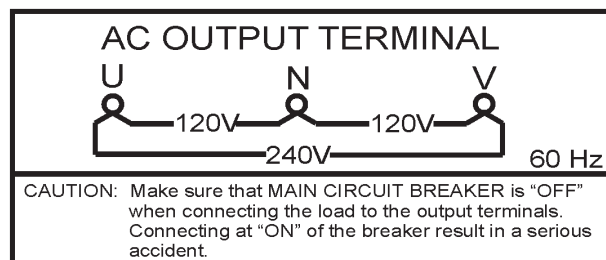 AC OUTPUT TERMINAL
U N V
120V 120V
240V
60 Hz
CAUTION: Make sure that MAIN CIRCUIT BREAKER is “OFF”
when connecting the load to the output terminals.
Connecting at “ON” of the breaker result in a serious
accident.